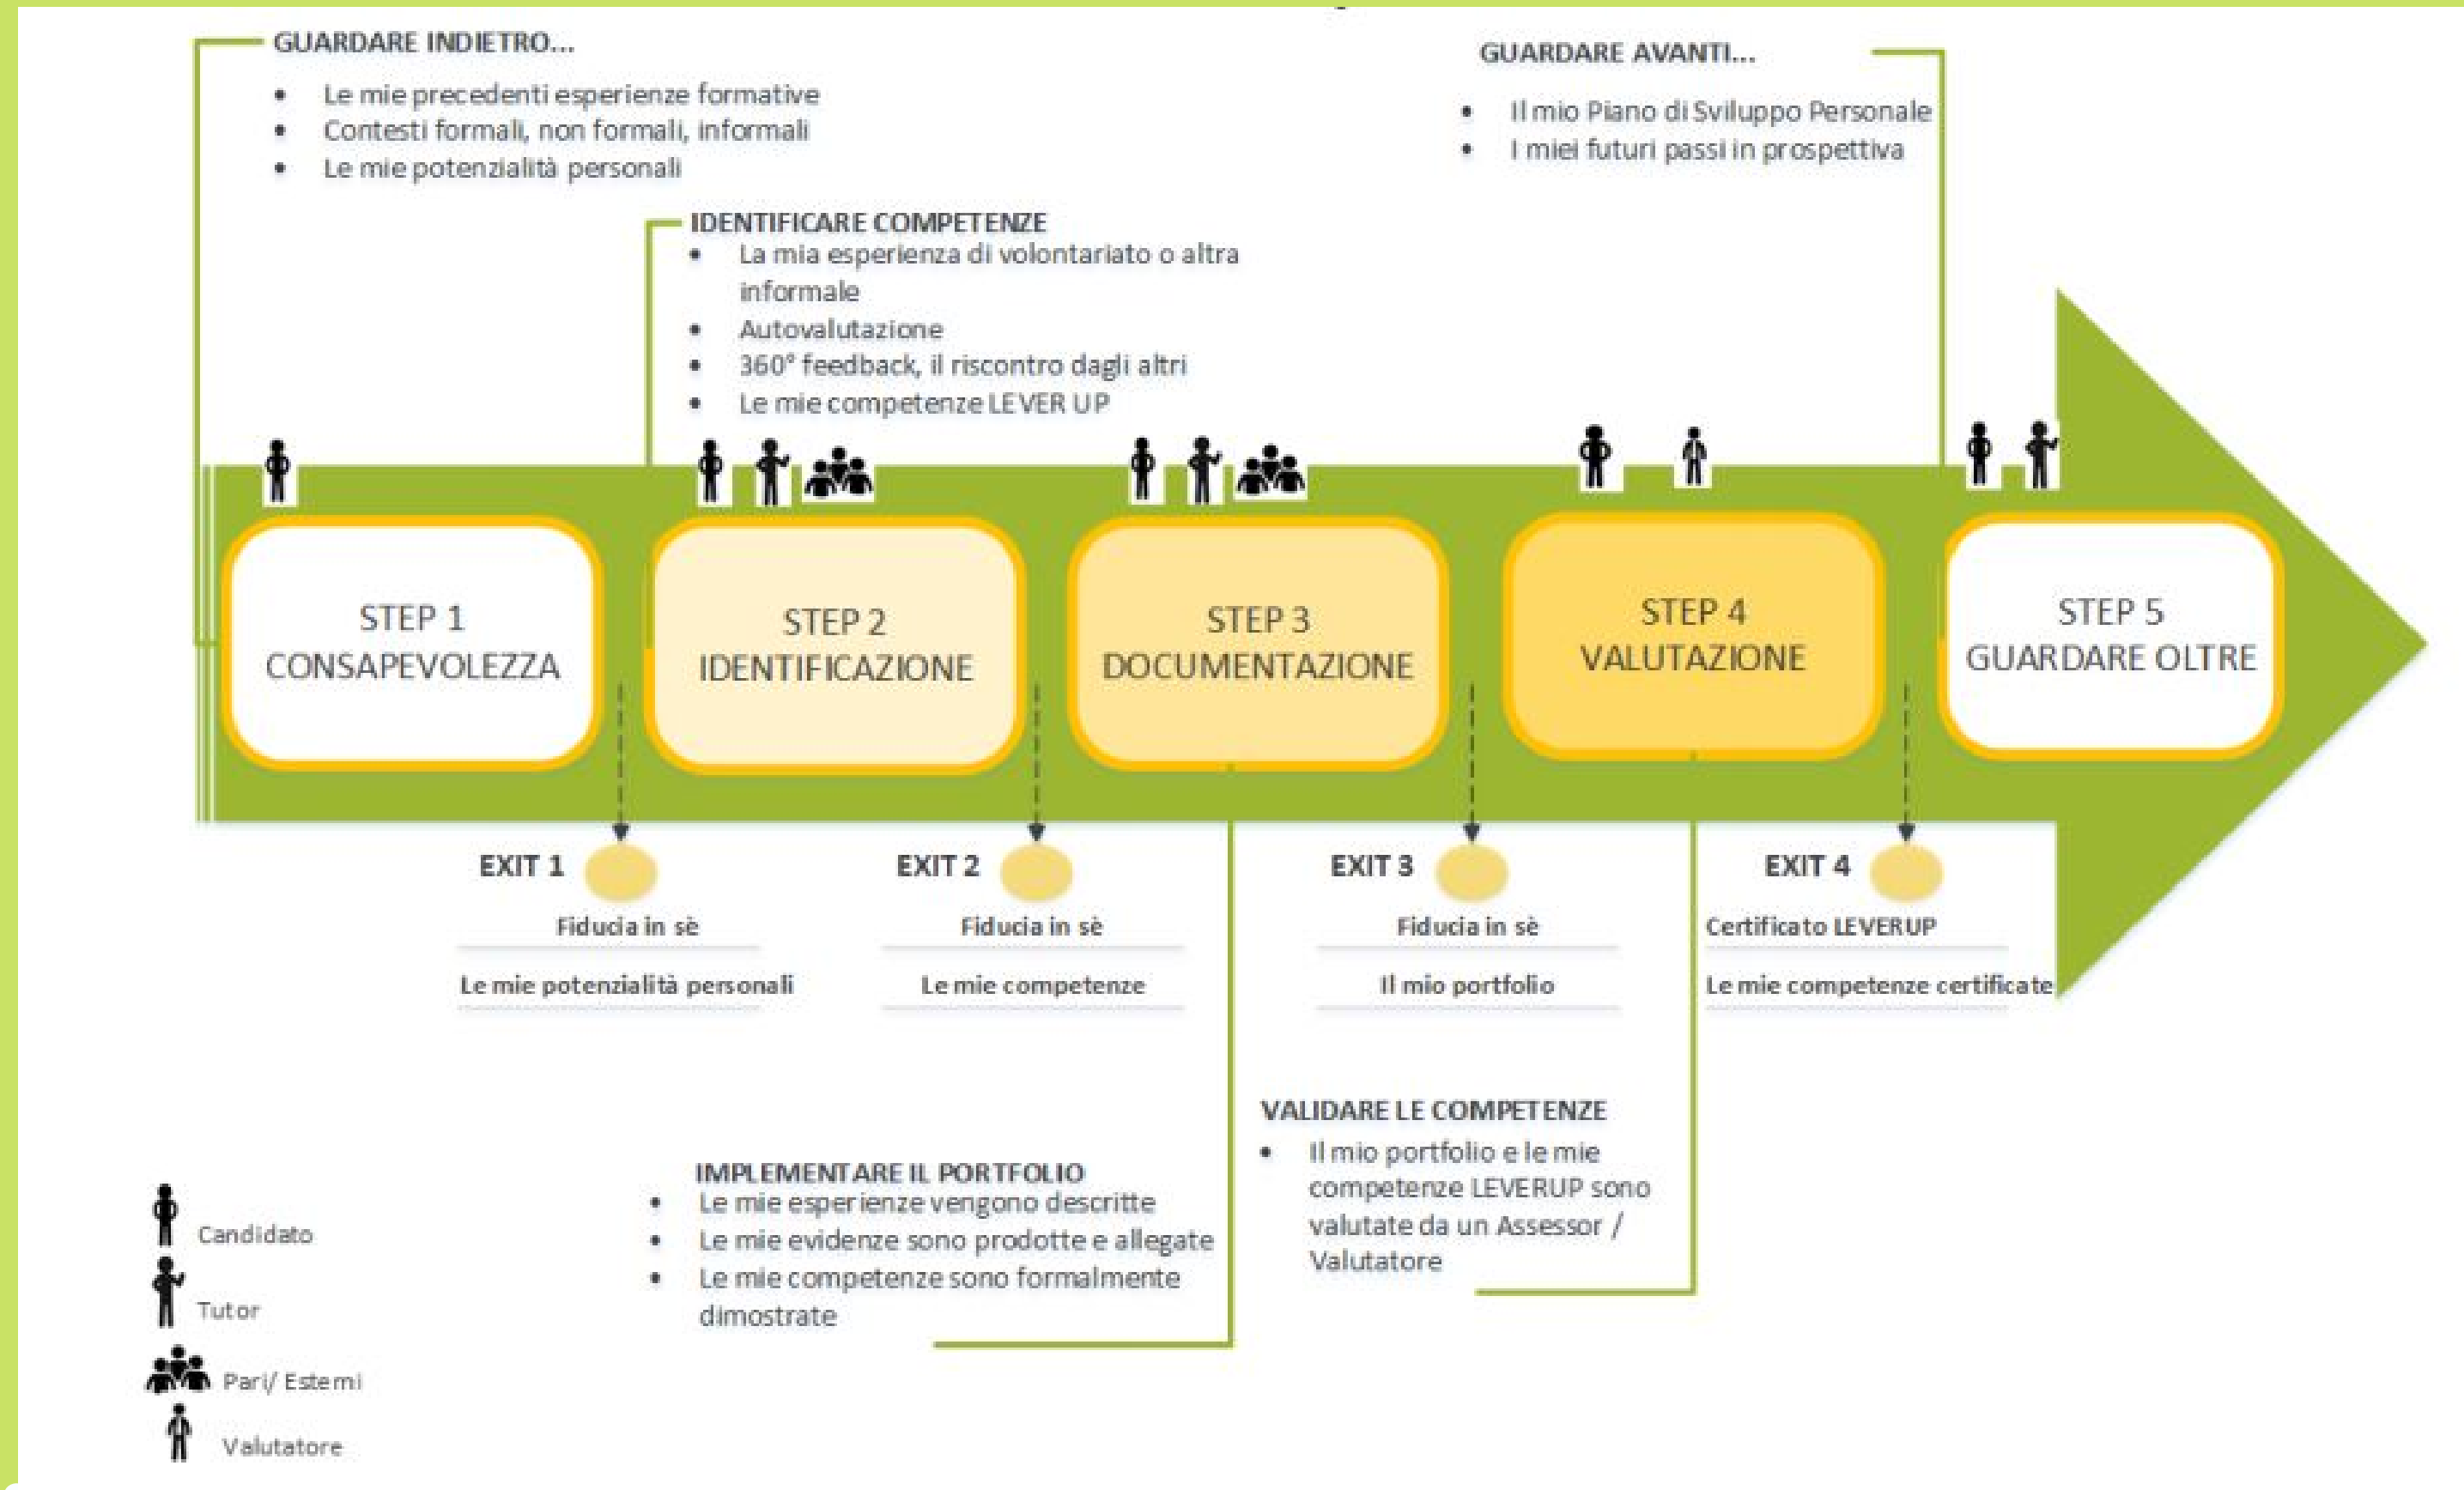 GUARDARE INDIETRO...
• Le mie precedenti esperienze formative
• Contesti formali, non formali, informali
• Le mie potenzialità personali
GUARDARE AVANTI...
• Il mio Piano di Sviluppo Personale
• I miei futuri passi in prospettiva
IDENTIFICARE COMPETENZE
• La mia esperienza di volontariato o altra
informale
• Autovalutazione
• 360° feedback, il riscontro dagli altri
• Le mie competenze LEVER UP
STEP 1
CONSAPEVOLEZZA
STEP 2
IDENTIFICAZIONE
STEP 3
DOCUMENTAZIONE
STEP 4
VALUTAZIONE
STEP 5
GUARDARE OLTRE
EXIT 1
Fiducia in sè
Le mie potenzialità personali
EXIT 2
Fiducia in sè
Le mie competenze
EXIT 3
Fiducia in sè
Il mio portfolio
EXIT 4
Certificato LEVERUP
Le mie competenze certificate
IMPLEMENTARE IL PORTFOLIO
• Le mie esperienze vengono descritte
• Le mie evidenze sono prodotte e allegate
• Le mie competenze sono formalmente
dimostrate
VALIDARE LE COMPETENZE
• Il mio portfolio e le mie
competenze LEVERUP sono
valutate da un Assessor /
Valutatore
Candidato
Tutor
Pari/ Esterni
Valutatore